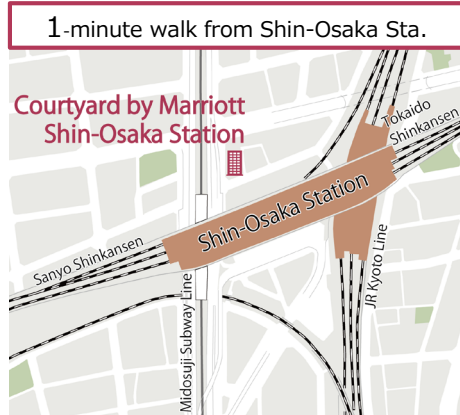 1-minute walk from Shin-Osaka Sta.
Courtyard by Marriott
Shin-Osaka Station
Tokaido
Shinkansen
Shin-Osaka Station
Sanyo Shinkansen
JR Kyoto Line
Midosuji Subway Line